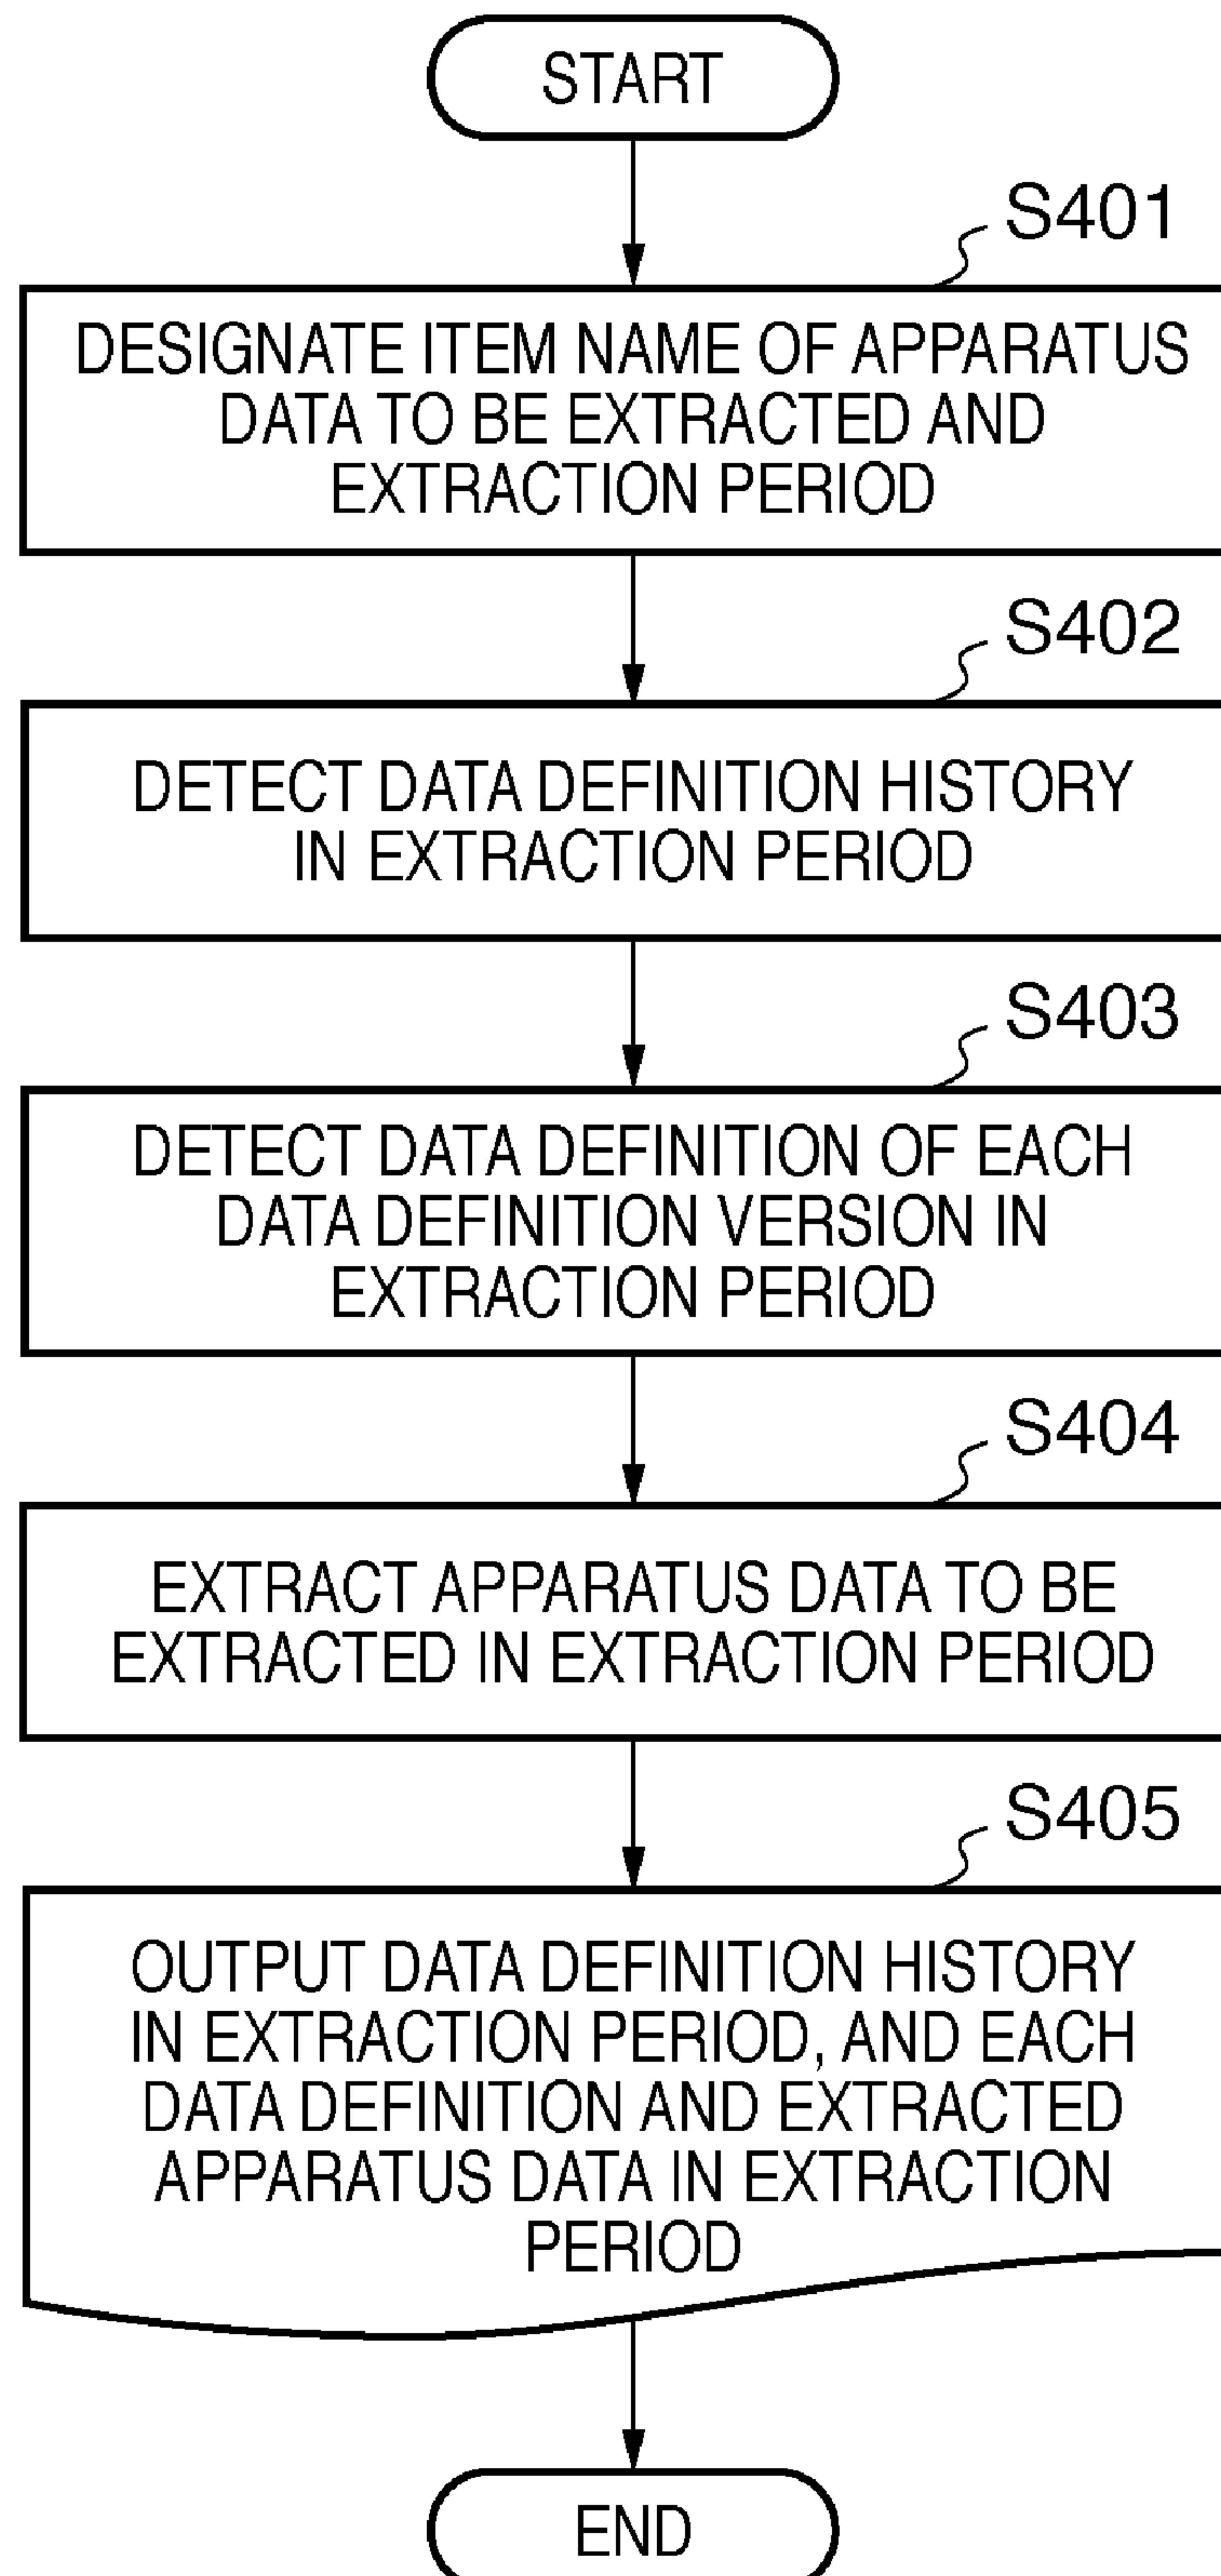 START
S401
DESIGNATE ITEM NAME OF APPARATUS
DATA TO BE EXTRACTED AND
EXTRACTION PERIOD
S402
DETECT DATA DEFINITION HISTORY
IN EXTRACTION PERIOD
S403
DETECT DATA DEFINITION OF EACH
DATA DEFINITION VERSION IN
EXTRACTION PERIOD
S404
EXTRACT APPARATUS DATA TO BE
EXTRACTED IN EXTRACTION PERIOD
S405
OUTPUT DATA DEFINITION HISTORY
IN EXTRACTION PERIOD, AND EACH
DATA DEFINITION AND EXTRACTED
APPARATUS DATA IN EXTRACTION
PERIOD
END